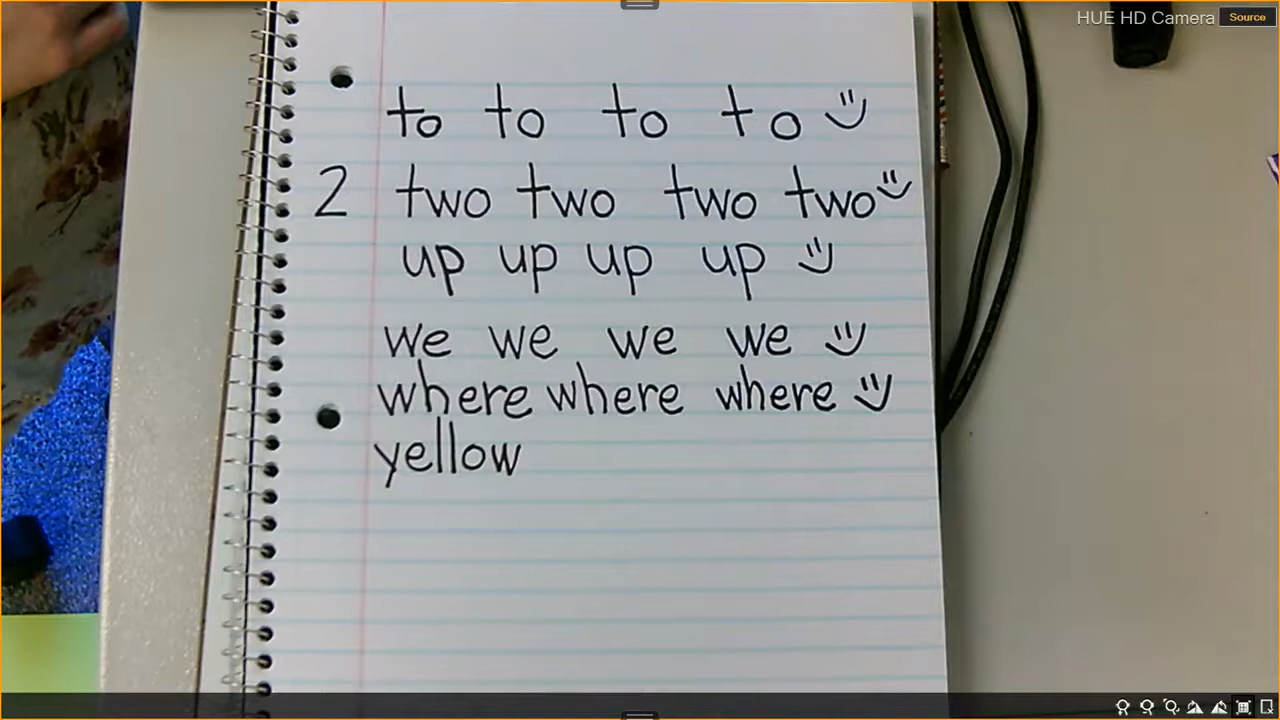 HUE HD Camera Source
to to to to
2 two two two two
up up up up
we we we we
where where where
yellow